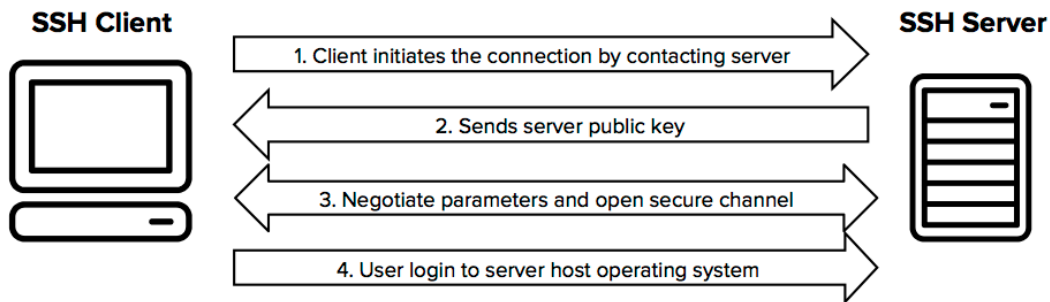 SSH Client
SSH Server
1. Client initiates the connection by contacting server
2. Sends server public key
3. Negotiate parameters and open secure channel
4. User login to server host operating system